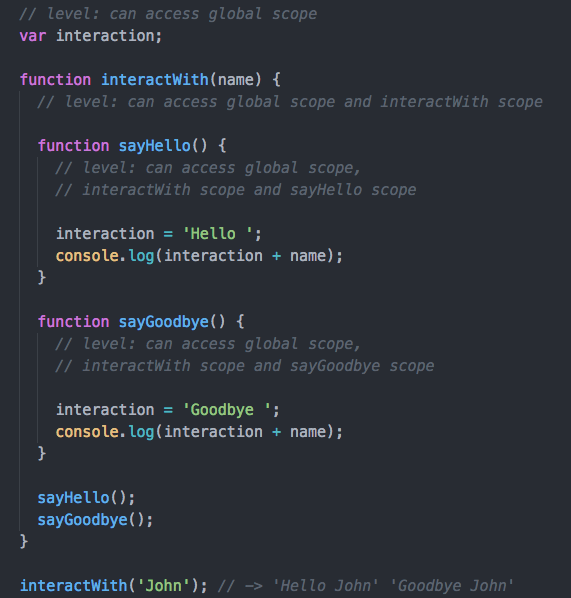 // level: can access global scope
var interaction;
function interactWith(name) {
// level: can access global scope and interactWith scope
function sayHello() {
// level: can access global scope,
// interactWith scope and sayHello scope
interaction = 'Hello ';
console.log(interaction + name);
}
function sayGoodbye() {
// level: can access global scope,
// interactWith scope and sayGoodbye scope
interaction = 'Goodbye ';
console.log(interaction + name);
}
sayHello();
sayGoodbye();
}
interactWith('John'); // —> 'Hello John' 'Goodbye John'